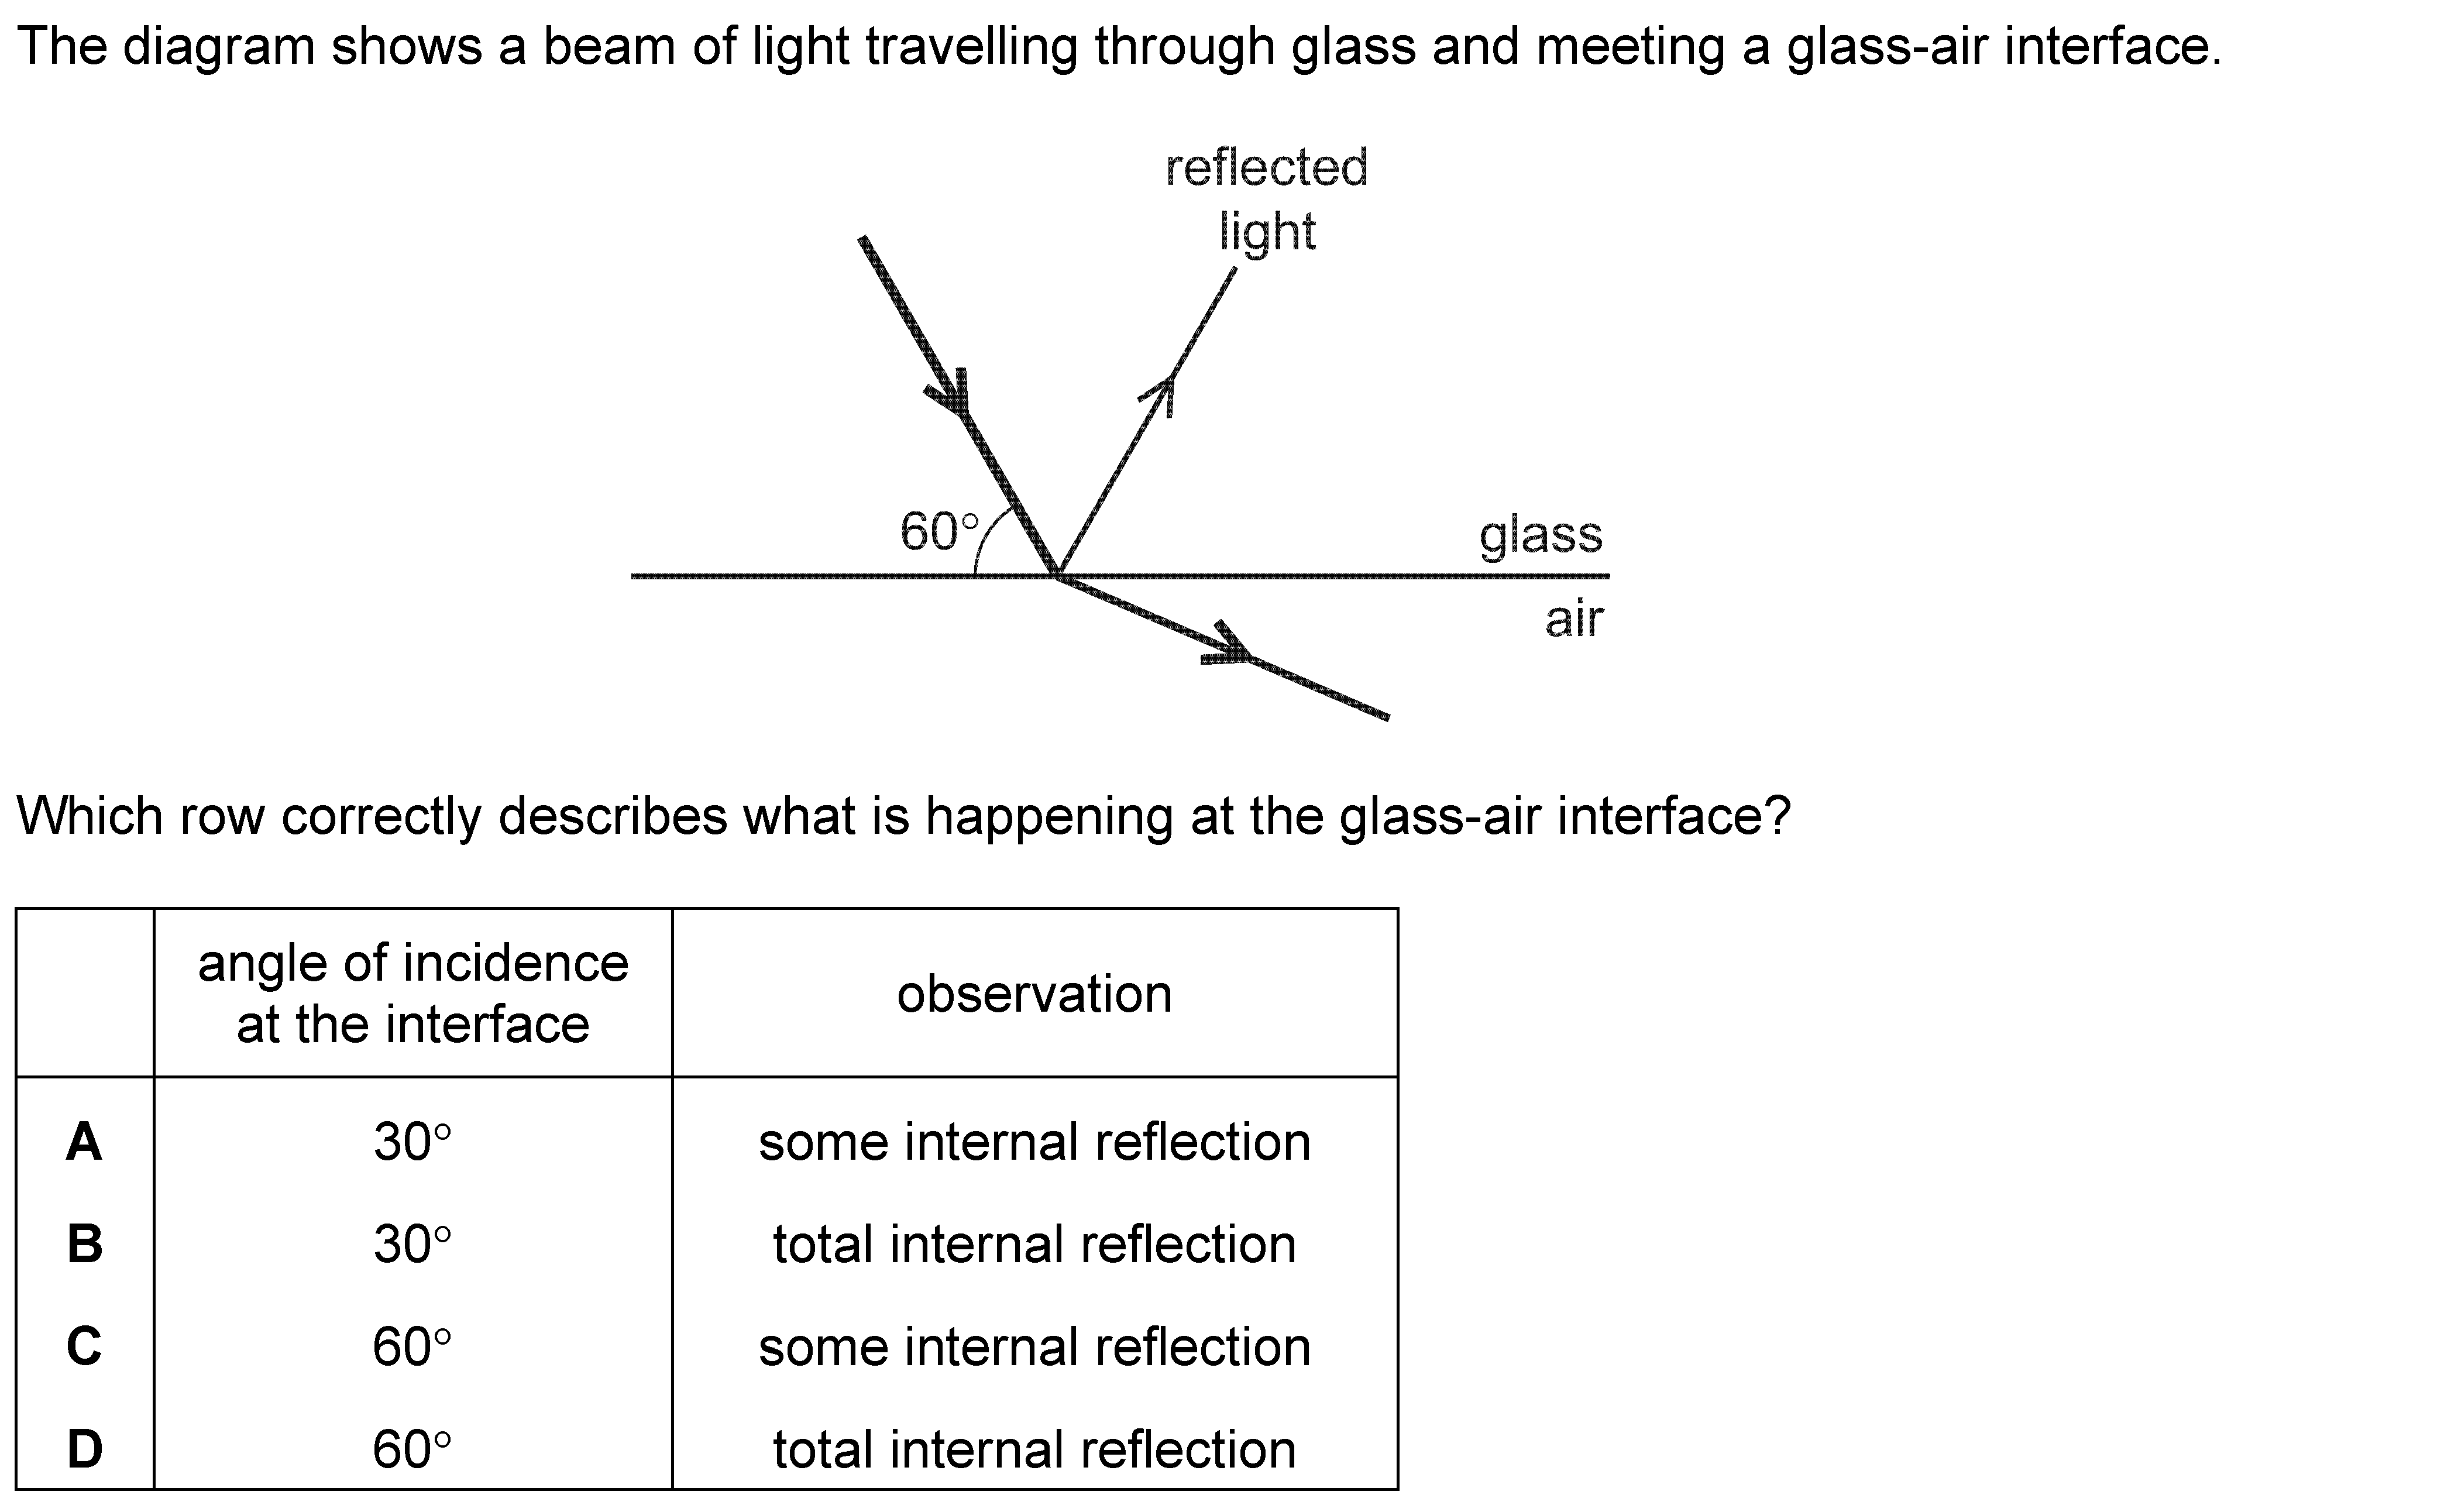 The diagram shows a beam of light travelling through glass and meeting a glass-air interface.
reflected
light
60°
glass
air
Which row correctly describes what is happening at the glass-air interface?
angle of incidence
at the interface
observation
A 30° some internal reflection
B 30° total internal reflection
C 60° some internal reflection
D 60° total internal reflection